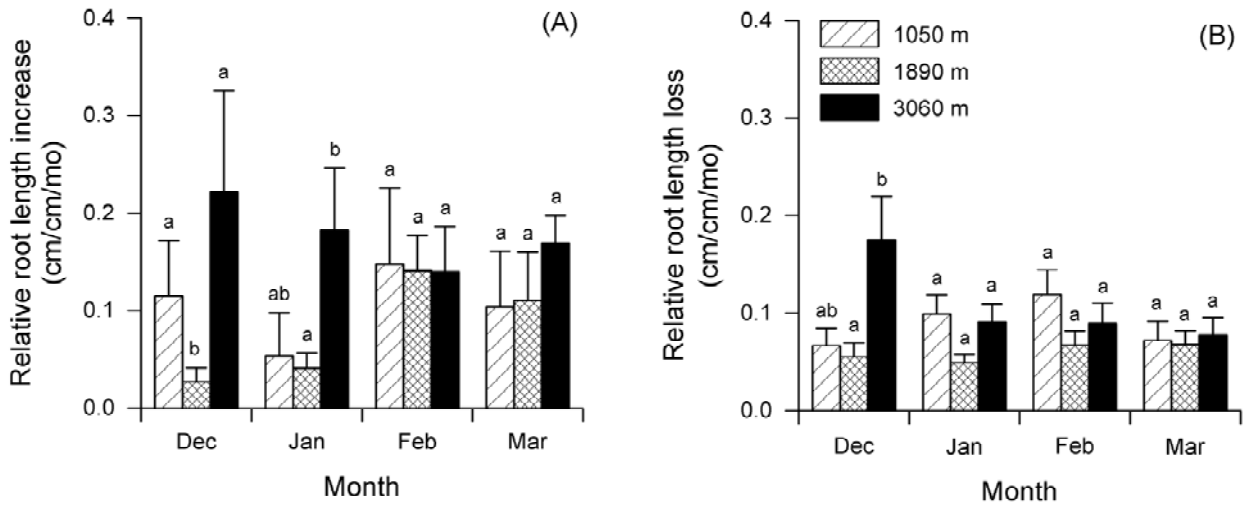 (A)
Relative root length increase
(cm/cm/mo)
0.4
0.3
0.2
0.1
0.0
a
b
a
ab
a
b
a
a
a
a
a
a
Dec
Jan
Feb
Mar
Month
(B)
1050 m
1890 m
3060 m
Relative root length loss
(cm/cm/mo)
0.4
0.3
0.2
0.1
0.0
ab
a
b
a
a
a
a
a
a
a
a
a
Dec
Jan
Feb
Mar
Month